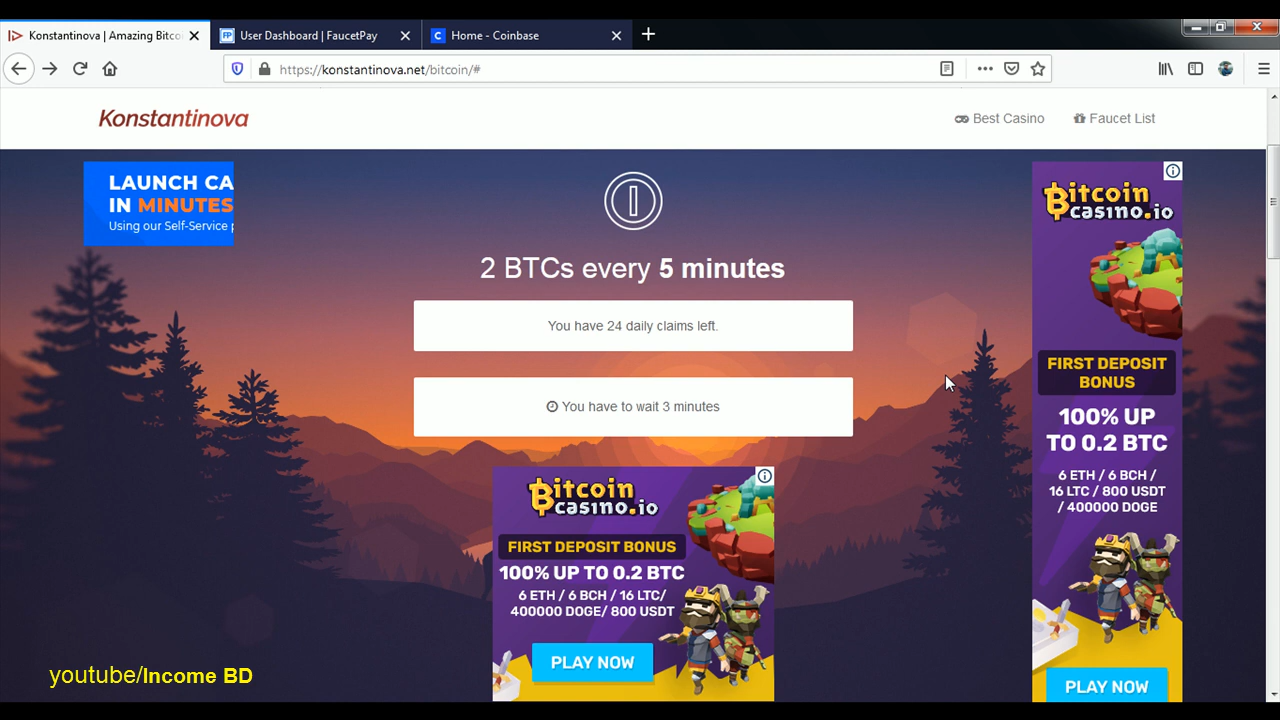 Konstantinova | Amazing Bitco
User Dashboard | FaucetPay
Home - Coinbase
https://konstantinova.net/bitcoin/#
Konstantinova
Best Casino
Faucet List
LAUNCH CA
IN MINUTES
Using our Self-Service p
2 BTCs every 5 minutes
You have 24 daily claims left.
You have to wait 3 minutes
Bitcoin
casino.io
FIRST DEPOSIT BONUS
100% UP TO 0.2 BTC
6 ETH / 6 BCH / 16 LTC/
400000 DOGE/ 800 USDT
PLAY NOW
Bitcoin
casino.io
FIRST DEPOSIT
BONUS
100% UP
TO 0.2 BTC
6 ETH / 6 BCH /
16 LTC / 800 USDT
/ 400000 DOGE
PLAY NOW
youtube/Income BD